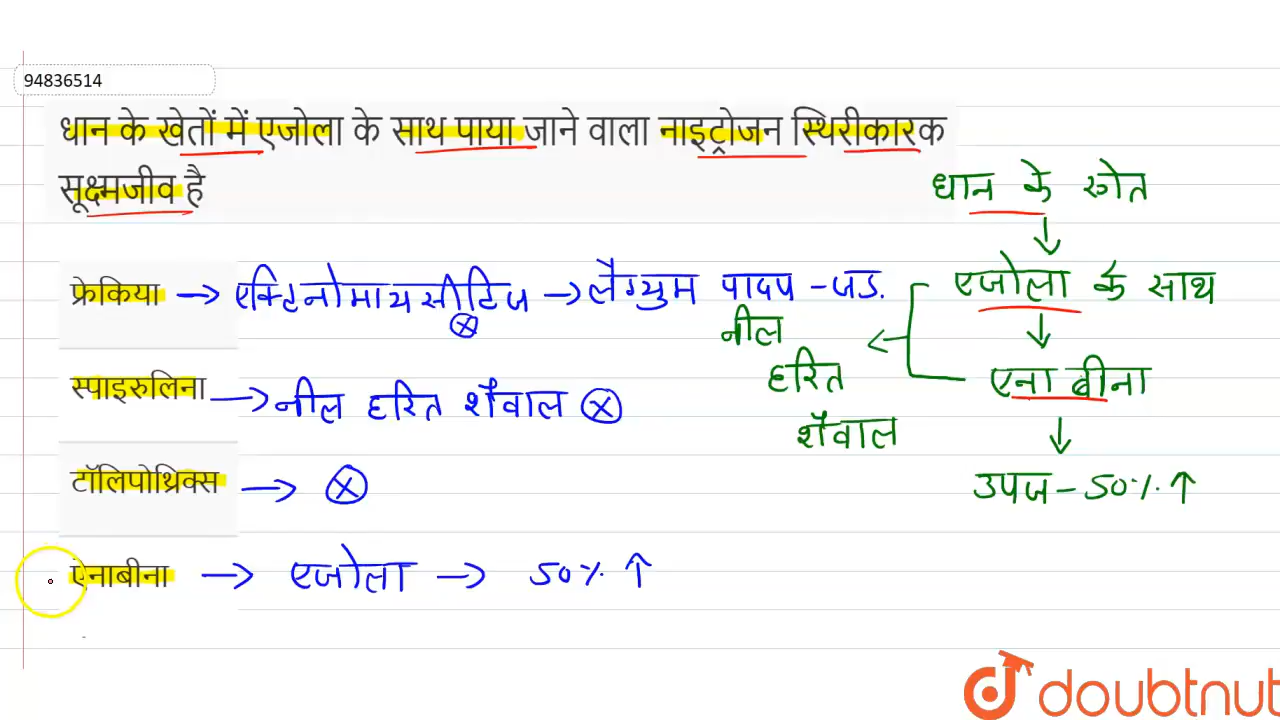 94836514
धान के खेतों में एजोला के साथ पाया जाने वाला नाइट्रोजन स्थिरीकारक
सूक्ष्मजीव है
फ्रेंकिया → एक्टिनोमायसीटिज → लैग्युम पादप - जड.
स्पाइरुलिना → नील हरित शैवाल
टॉलिपोथ्रिक्स →
ऐनाबीना → एजोला → 50% ↑
धान के स्त्रोत
↓
एजोला के साथ
↓
एनाबीना
नील
हरित
शैवाल
↓
उपज - 50% ↑
doubtnut